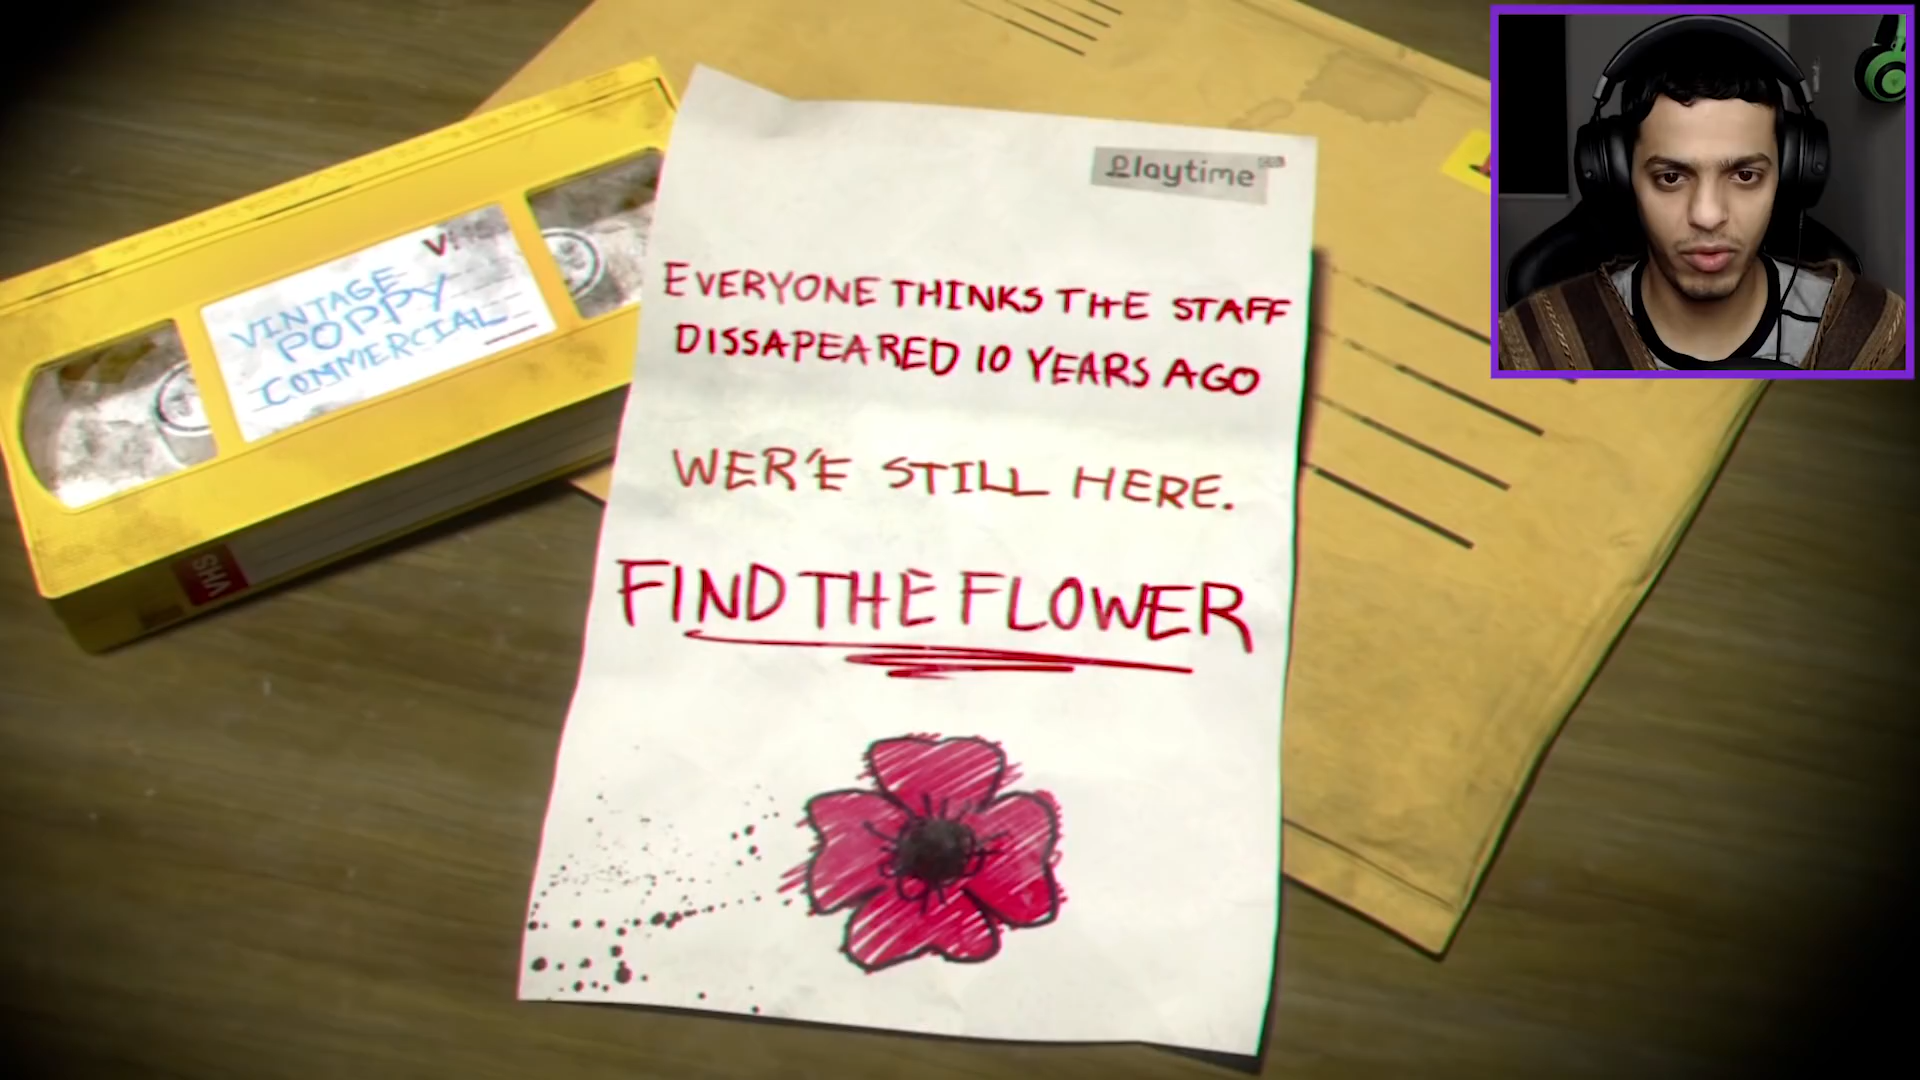 Playtime
co.
VINTAGE
POPPY
COMMERCIAL
VHS
EVERYONE THINKS THE STAFF
DISSAPEARED 10 YEARS AGO
WER'E STILL HERE.
FIND THE FLOWER